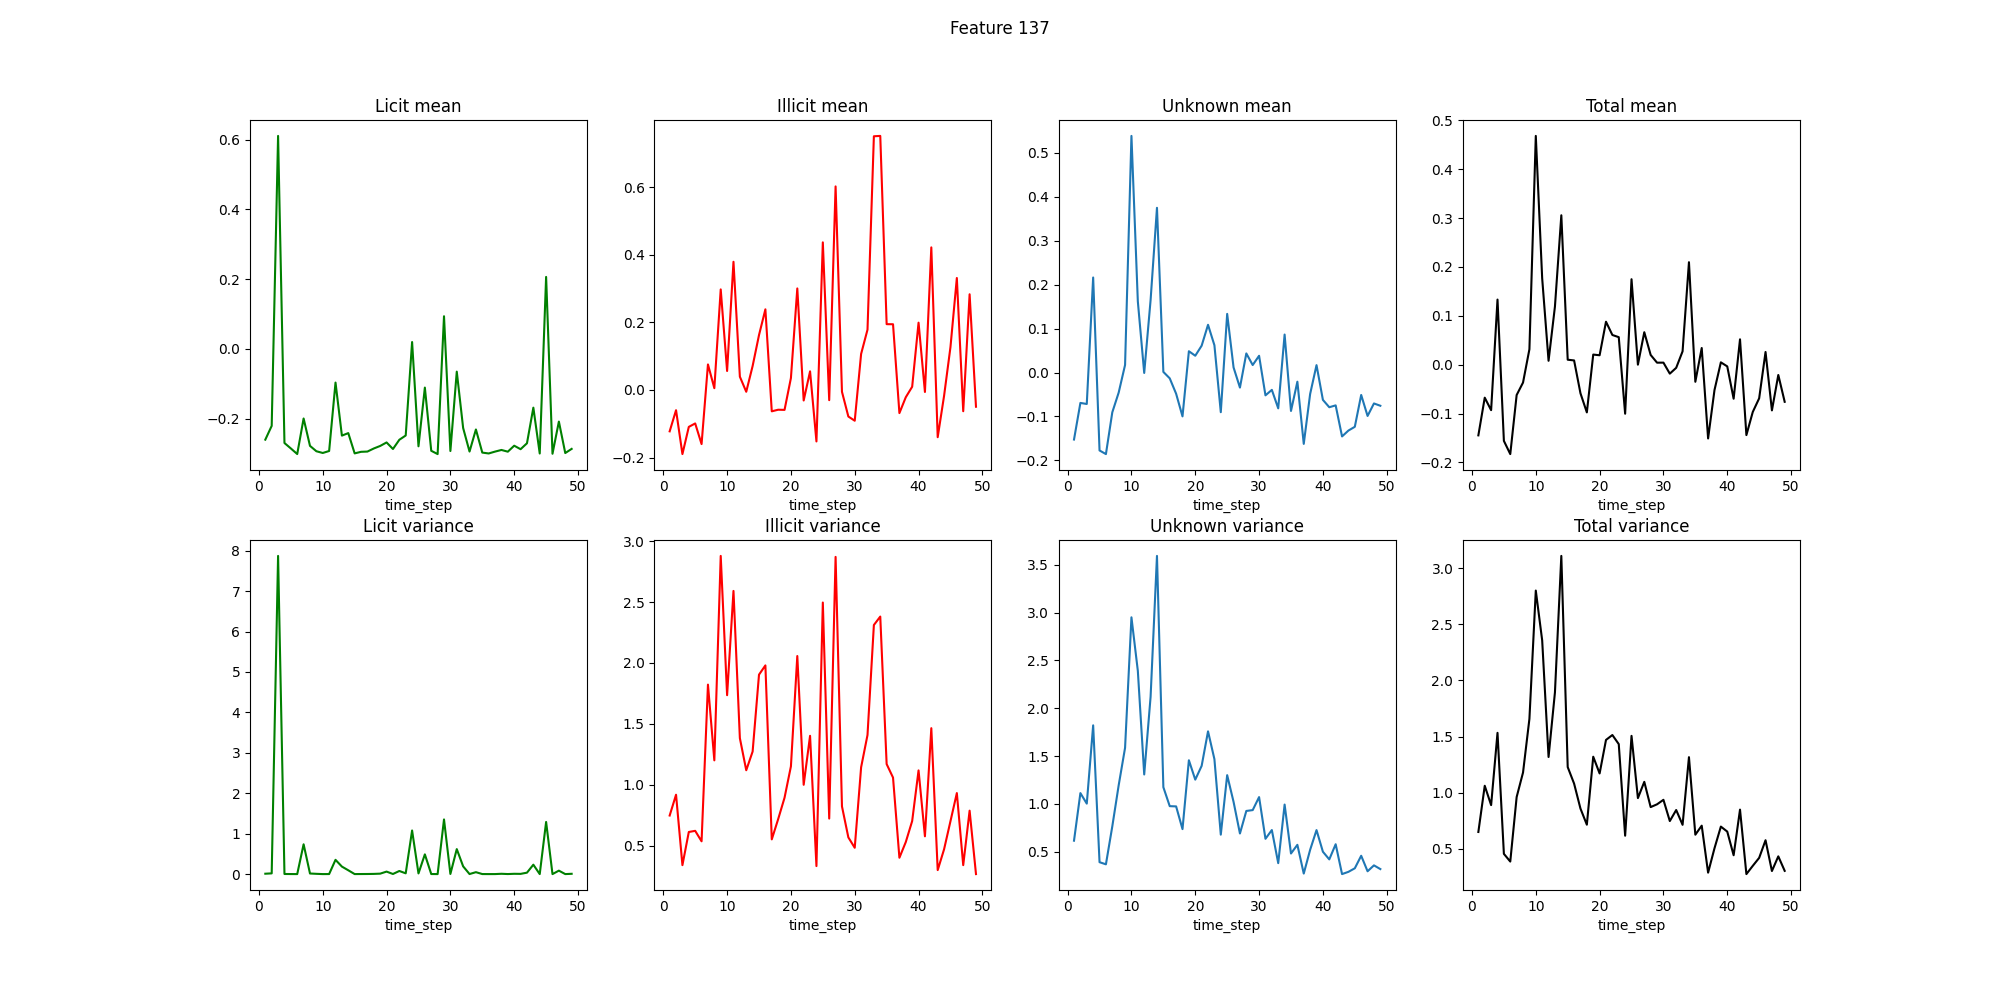 Feature 137
Licit mean
Illicit mean
Unknown mean
Total mean
0.6
0.4
0.2
0.0
−0.2
0.6
0.4
0.2
0.0
−0.2
0.5
0.4
0.3
0.2
0.1
0.0
−0.1
−0.2
0.5
0.4
0.3
0.2
0.1
0.0
−0.1
−0.2
0 10 20 30 40 50
0 10 20 30 40 50
0 10 20 30 40 50
0 10 20 30 40 50
time_step
time_step
time_step
time_step
Licit variance
Illicit variance
Unknown variance
Total variance
8
7
6
5
4
3
2
1
0
3.0
2.5
2.0
1.5
1.0
0.5
3.5
3.0
2.5
2.0
1.5
1.0
0.5
3.0
2.5
2.0
1.5
1.0
0.5
0 10 20 30 40 50
0 10 20 30 40 50
0 10 20 30 40 50
0 10 20 30 40 50
time_step
time_step
time_step
time_step